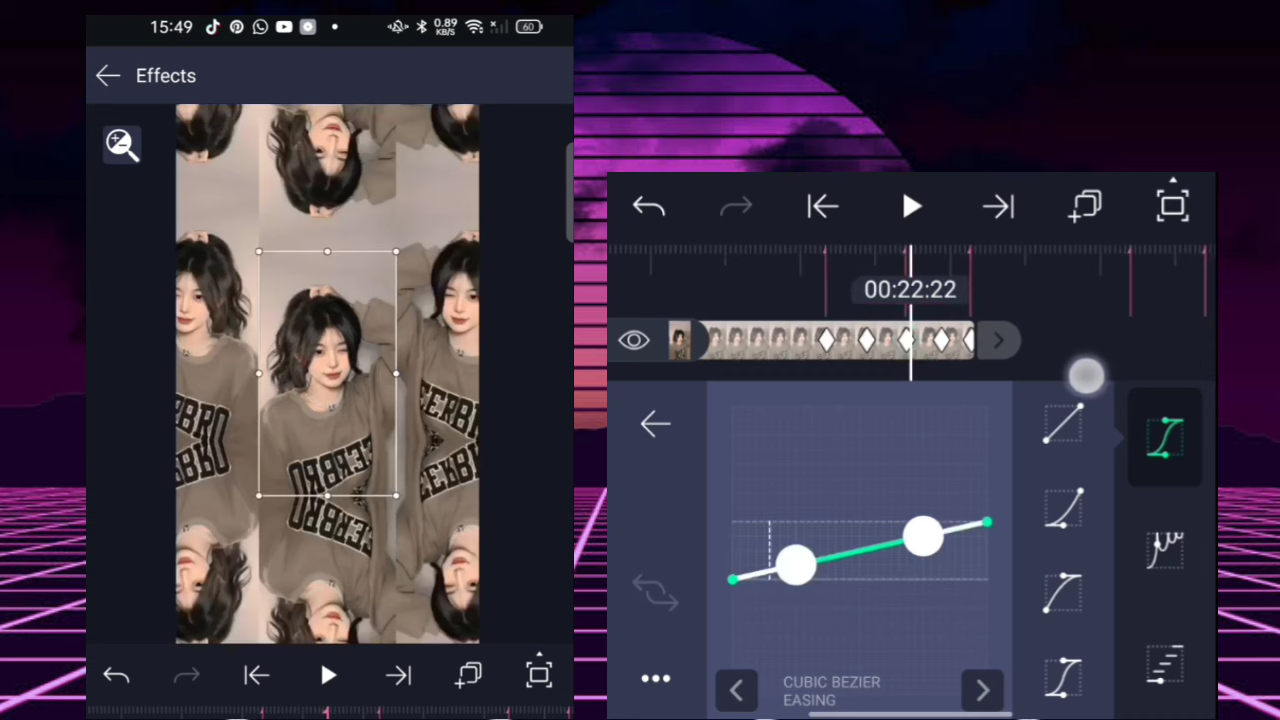 15:49
0.89
KB/S
60
Effects
00:22:22
CUBIC BEZIER
EASING